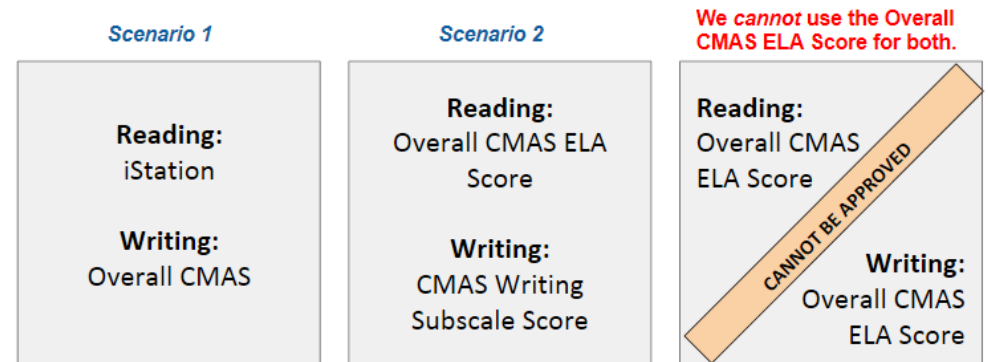 Scenario 1
Reading:
iStation
Writing:
Overall CMAS
Scenario 2
Reading:
Overall CMAS ELA
Score
Writing:
CMAS Writing
Subscale Score
We cannot use the Overall
CMAS ELA Score for both.
Reading:
Overall CMAS
ELA Score
CANNOT BE APPROVED
Writing:
Overall CMAS
ELA Score